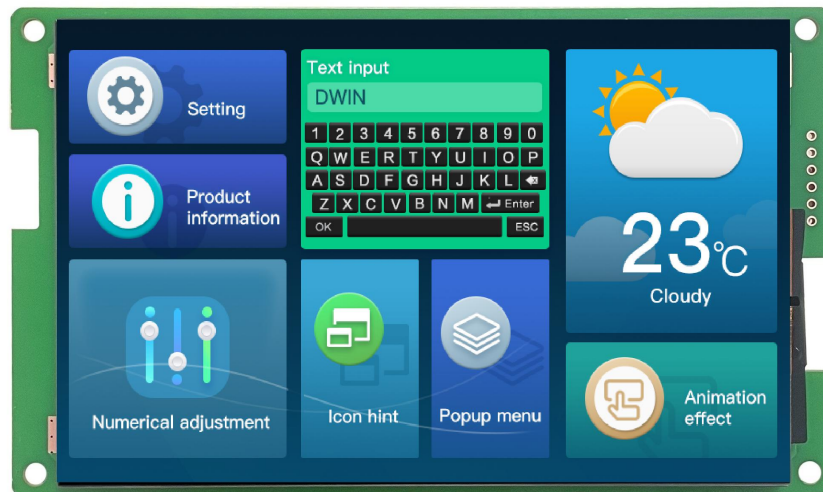 Setting
Product
information
Numerical adjustment
Text input
DWIN
1 2 3 4 5 6 7 8 9 0
Q W E R T Y U I O P
A S D F G H J K L
Z X C V B N M Enter
OK ESC
Icon hint
Popup menu
23°C
Cloudy
Animation
effect